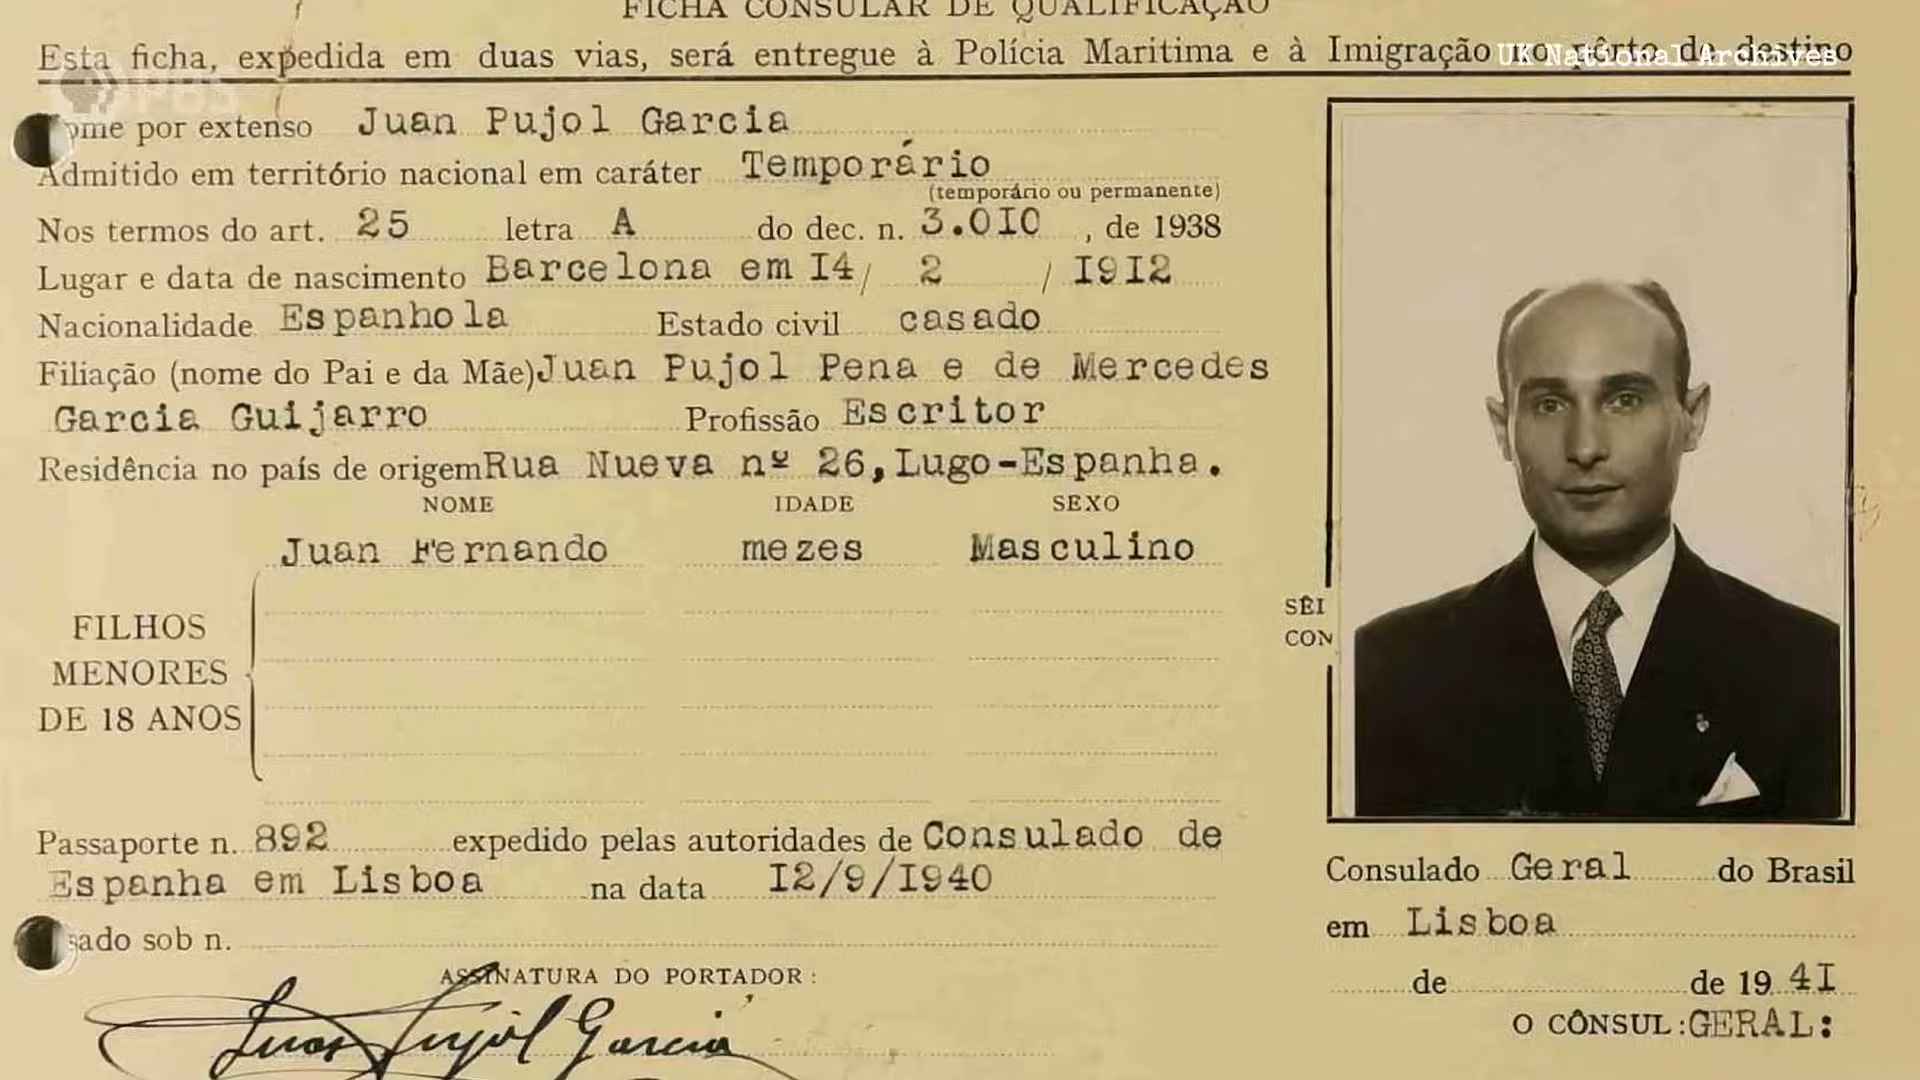 FICHA CONSULAR DE QUALIFICAÇÃO
Esta ficha, expedida em duas vias, será entregue à Polícia Maritima e à Imigração no pôrto do destino
UK National Archives
PBS
ome por extenso Juan Pujol Garcia
Admitido em território nacional em caráter Temporário
(temporário ou permanente)
Nos termos do art. 25 letra A do dec. n. 3.0I0, de 1938
Lugar e data de nascimento Barcelona em I4/ 2 / I9I2
Nacionalidade Espanhola Estado civil casado
Filiação (nome do Pai e da Mãe) Juan Pujol Pena e de Mercedes
Garcia Guijarro Profissão Escritor
Residência no país de origem Rua Nueva nº 26, Lugo-Espanha.
NOME IDADE SEXO
Juan Fernando mezes Masculino
FILHOS
MENORES
DE 18 ANOS
SÊI
CON
Passaporte n. 892 expedido pelas autoridades de Consulado de
Espanha em Lisboa na data I2/9/I940
sado sob n.
ASSINATURA DO PORTADOR:
Juan Pujol Garcia
Consulado Geral do Brasil
em Lisboa
de de 19 4I
O CÔNSUL:GERAL: